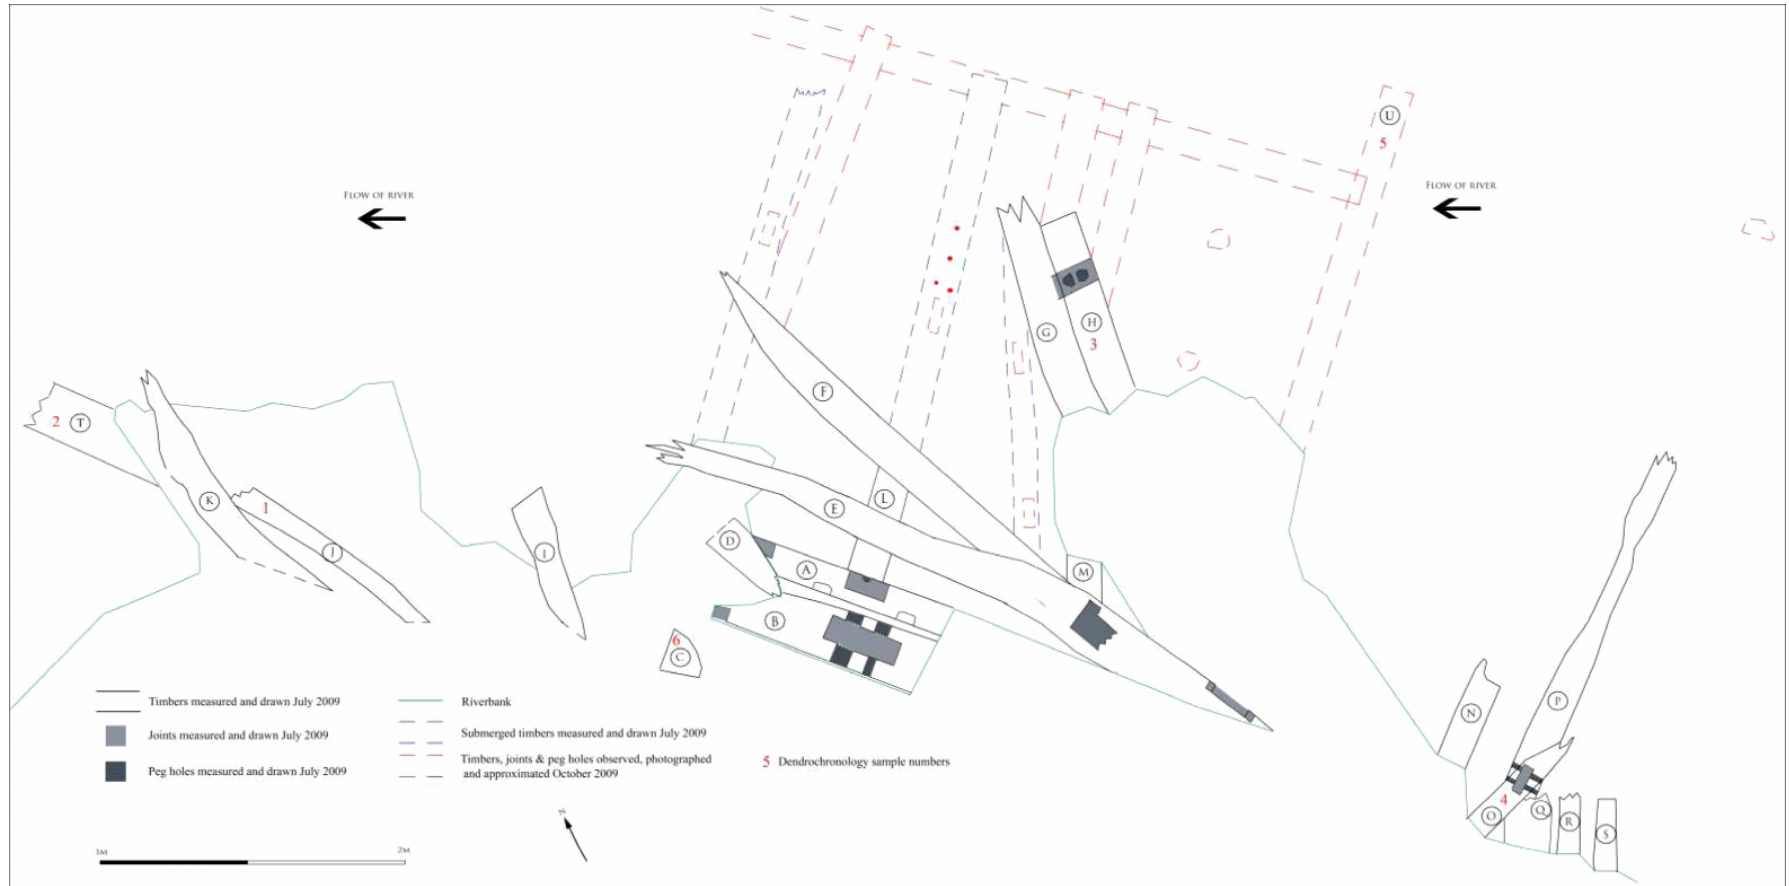 U
5
FLOW OF RIVER
FLOW OF RIVER
G
H
3
F
2
T
K
1
J
I
L
E
D
A
M
B
6
C
N
P
4
O
Q
R
S
Timbers measured and drawn July 2009
Joints measured and drawn July 2009
Peg holes measured and drawn July 2009
Riverbank
Submerged timbers measured and drawn July 2009
Timbers, joints & peg holes observed, photographed
and approximated October 2009
5 Dendrochronology sample numbers
N
1M
2M